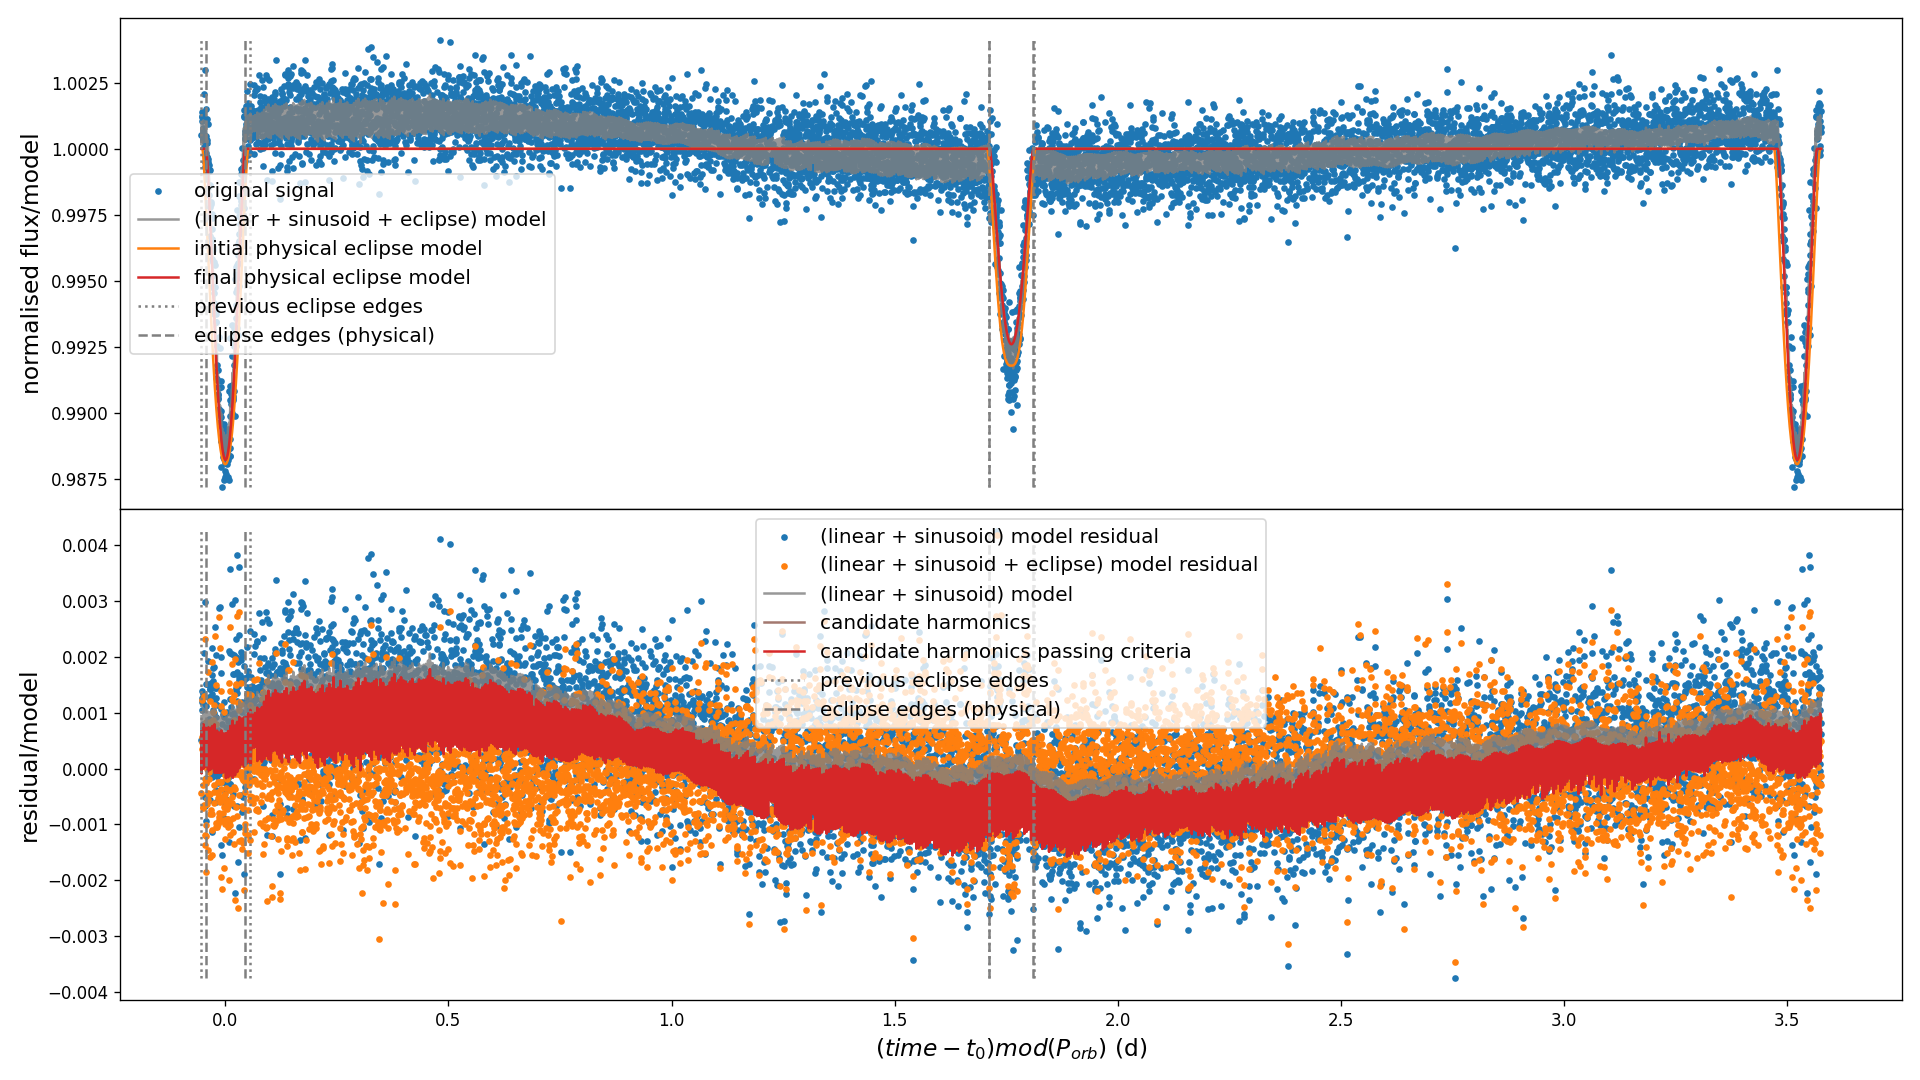 normalised flux/model
1.0025
1.0000
0.9975
0.9950
0.9925
0.9900
0.9875
original signal
(linear + sinusoid + eclipse) model
initial physical eclipse model
final physical eclipse model
previous eclipse edges
eclipse edges (physical)
residual/model
0.004
0.003
0.002
0.001
0.000
−0.001
−0.002
−0.003
−0.004
(linear + sinusoid) model residual
(linear + sinusoid + eclipse) model residual
(linear + sinusoid) model
candidate harmonics
candidate harmonics passing criteria
previous eclipse edges
eclipse edges (physical)
0.0 0.5 1.0 1.5 2.0 2.5 3.0 3.5
(time − t₀)mod(P_orb) (d)